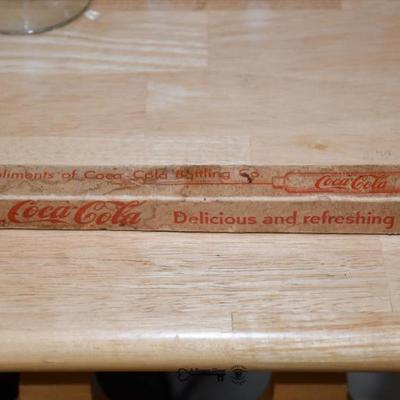 pliments of Coca-Cola Bottling Co. Coca-Cola
Coca-Cola Delicious and refreshing